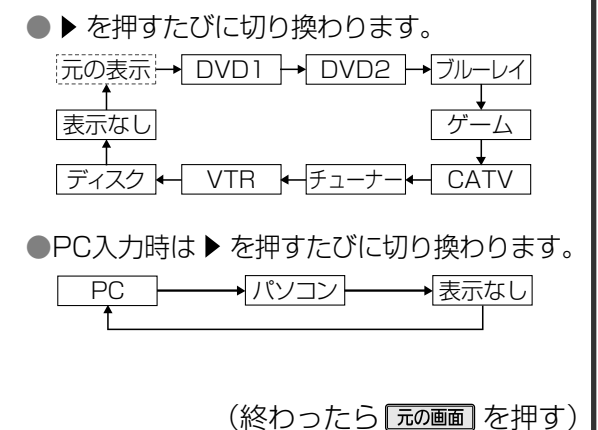 ●▶ を押すたびに切り換わります。
元の表示 DVD1 DVD2 ブルーレイ
表示なし ゲーム
ディスク VTR チューナー CATV
●PC入力時は ▶ を押すたびに切り換わります。
PC パソコン 表示なし
（終わったら 元の画面 を押す）